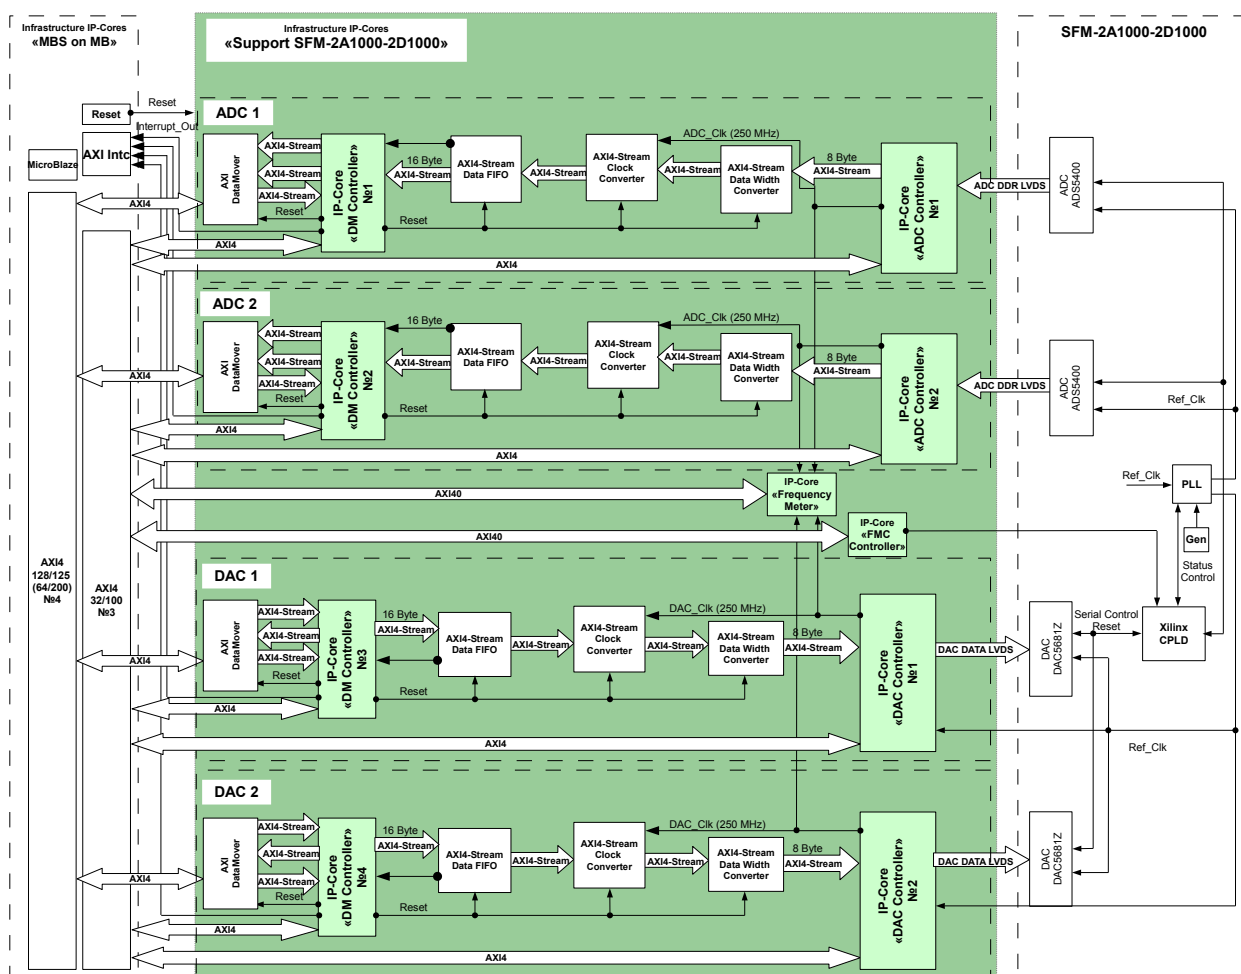 Infrastructure IP-Cores
«MBS on MB»
Infrastructure IP-Cores
«Support SFM-2A1000-2D1000»
SFM-2A1000-2D1000
Reset
Reset
Interrupt_Out
AXI Intc
MicroBlaze
AXI4
128/125
(64/200)
№4
AXI4
32/100
№3
ADC 1
AXI
DataMover
AXI4-Stream
AXI4-Stream
AXI4-Stream
Reset
IP-Core
«DM Controller»
№1
16 Byte
AXI4-Stream
AXI4-Stream
Data FIFO
AXI4-Stream
Clock
Converter
ADC_Clk (250 MHz)
AXI4-Stream
Data Width
Converter
8 Byte
AXI4-Stream
IP-Core
«ADC Controller»
№1
ADC DDR LVDS
ADC
ADS5400
Reset
AXI4
AXI4
AXI4
ADC 2
AXI
DataMover
AXI4-Stream
AXI4-Stream
AXI4-Stream
Reset
IP-Core
«DM Controller»
№2
16 Byte
AXI4-Stream
AXI4-Stream
Data FIFO
AXI4-Stream
Clock
Converter
ADC_Clk (250 MHz)
AXI4-Stream
Data Width
Converter
8 Byte
AXI4-Stream
IP-Core
«ADC Controller»
№2
ADC DDR LVDS
ADC
ADS5400
Ref_Clk
Reset
AXI4
AXI4
AXI4
AXI40
IP-Core
«Frequency
Meter»
AXI40
IP-Core
«FMC
Controller»
Ref_Clk
PLL
Gen
Status
Control
Serial Control
Reset
Xilinx
CPLD
DAC 1
AXI
DataMover
AXI4-Stream
AXI4-Stream
AXI4-Stream
Reset
IP-Core
«DM Controller»
№3
16 Byte
AXI4-Stream
AXI4-Stream
Data FIFO
AXI4-Stream
AXI4-Stream
Clock
Converter
DAC_Clk (250 MHz)
AXI4-Stream
AXI4-Stream
Data Width
Converter
8 Byte
AXI4-Stream
IP-Core
«DAC Controller»
№1
DAC DATA LVDS
DAC
DAC5681Z
Reset
AXI4
AXI4
AXI4
Ref_Clk
DAC 2
AXI
DataMover
AXI4-Stream
AXI4-Stream
AXI4-Stream
Reset
IP-Core
«DM Controller»
№4
16 Byte
AXI4-Stream
AXI4-Stream
Data FIFO
AXI4-Stream
AXI4-Stream
Clock
Converter
DAC_Clk (250 MHz)
AXI4-Stream
AXI4-Stream
Data Width
Converter
8 Byte
AXI4-Stream
IP-Core
«DAC Controller»
№2
DAC DATA LVDS
DAC
DAC5681Z
Reset
AXI4
AXI4
AXI4